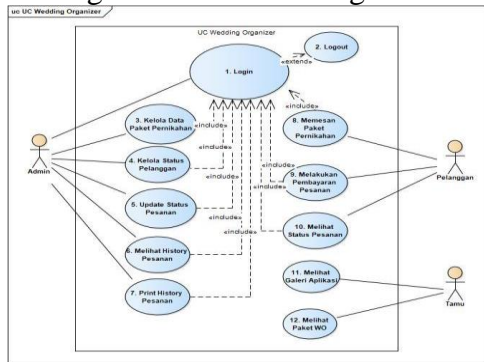 uc UC Wedding Organizer
UC Wedding Organizer
1. Login
2. Logout
«extend»
3. Kelola Data
Paket Pernikahan
«include»
«include»
8. Memesan
Paket
Pernikahan
4. Kelola Status
Pelanggan
«include»
«include»
Admin
9. Melakukan
Pembayaran
Pesanan
Pelanggan
«include»
«include»
5. Update Status
Pesanan
«include»
«include»
10. Melihat
Status Pesanan
6. Melihat History
Pesanan
11. Melihat
Galeri Aplikasi
7. Print History
Pesanan
12. Melihat
Paket WO
Tamu